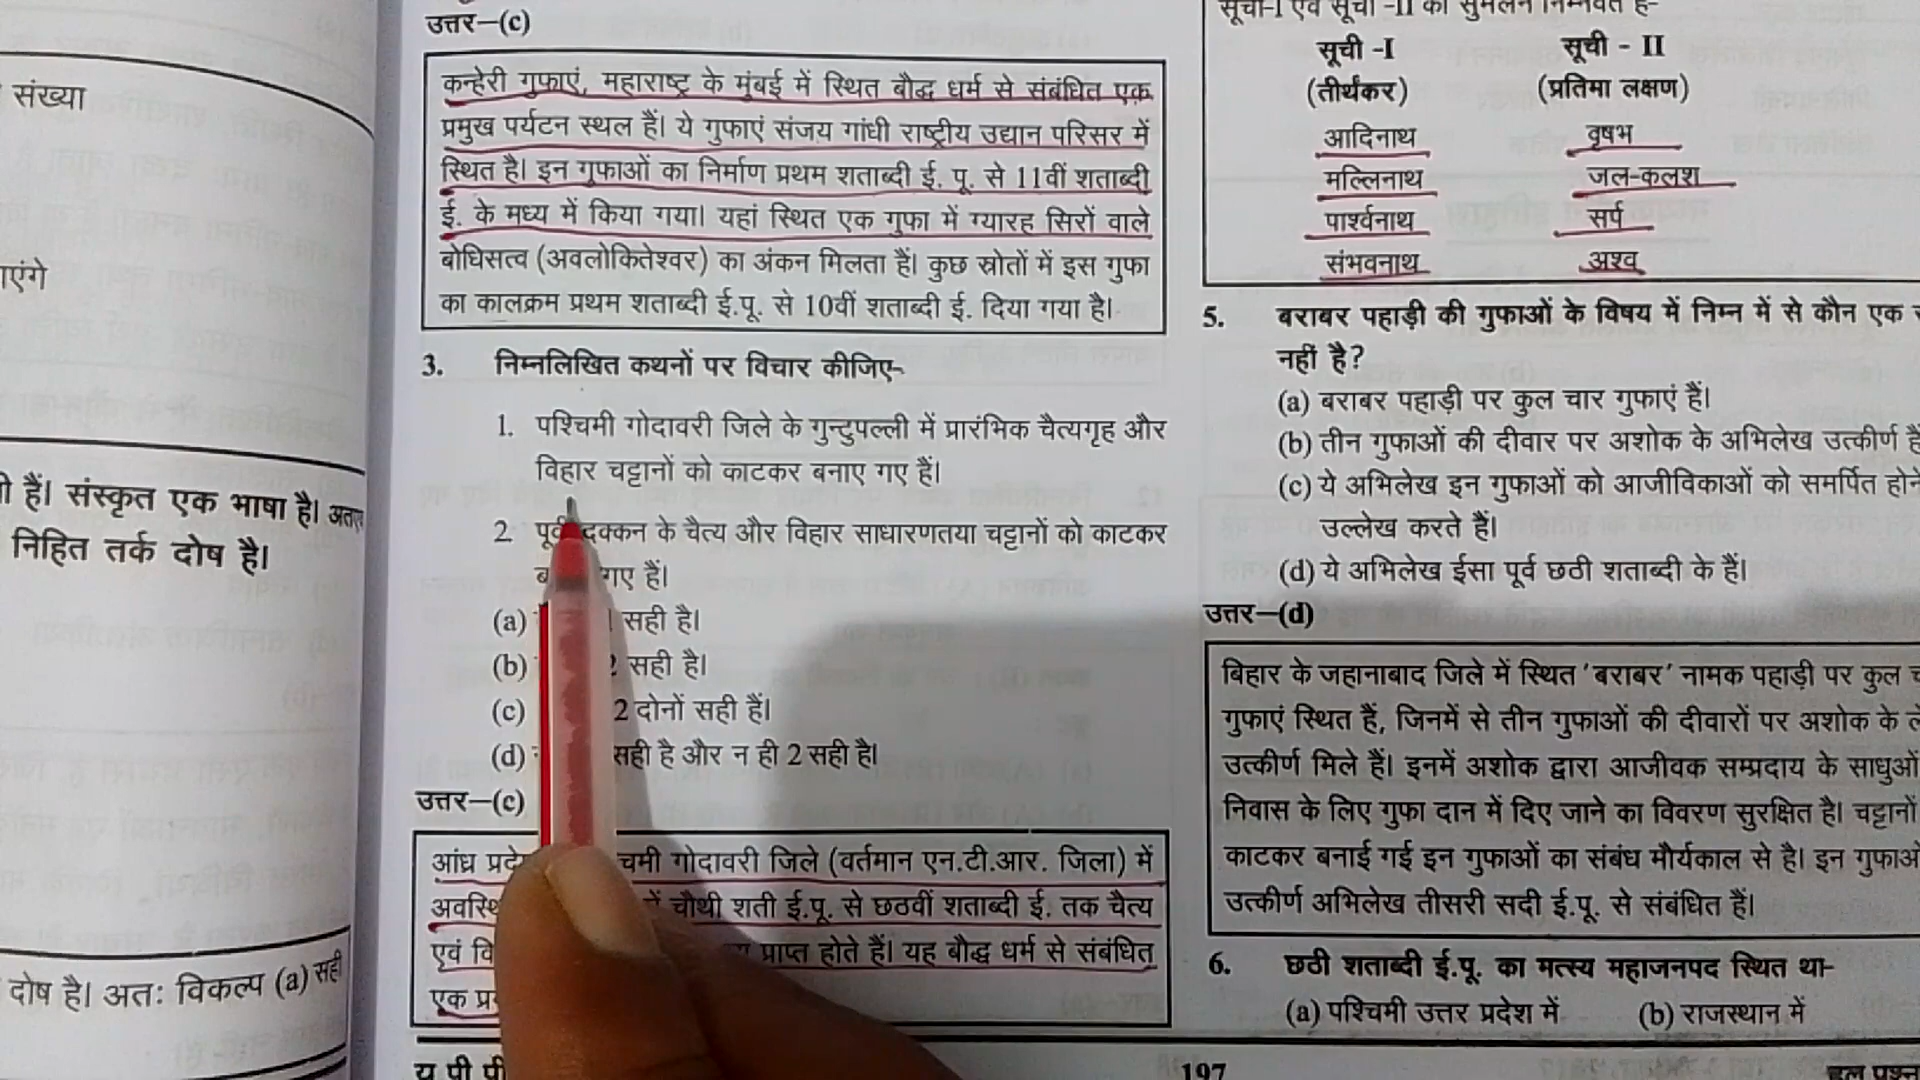 संख्या
एंगे
हैं। संस्कृत एक भाषा है। अतः
निहित तर्क दोष है।
दोष है। अतः विकल्प (a) सही
उत्तर–(c)
कन्हेरी गुफाएं, महाराष्ट्र के मुंबई में स्थित बौद्ध धर्म से संबंधित एक
प्रमुख पर्यटन स्थल हैं। ये गुफाएं संजय गांधी राष्ट्रीय उद्यान परिसर में
स्थित है। इन गुफाओं का निर्माण प्रथम शताब्दी ई. पू. से 11वीं शताब्दी
ई. के मध्य में किया गया। यहां स्थित एक गुफा में ग्यारह सिरों वाले
बोधिसत्व (अवलोकितेश्वर) का अंकन मिलता हैं। कुछ स्रोतों में इस गुफा
का कालक्रम प्रथम शताब्दी ई.पू. से 10वीं शताब्दी ई. दिया गया है।
3. निम्नलिखित कथनों पर विचार कीजिए-
1. पश्चिमी गोदावरी जिले के गुन्टुपल्ली में प्रारंभिक चैत्यगृह और
विहार चट्टानों को काटकर बनाए गए हैं।
2 दक्कन के चैत्य और विहार साधारणतया चट्टानों को काटकर
गए हैं।
(a) सही है।
(b) 2 सही है।
(c) 2 दोनों सही हैं।
(d) सही है और न ही 2 सही है।
उत्तर–(c)
आंध्र गोदावरी जिले (वर्तमान एन.टी.आर. जिला) में
चौथी शती ई.पू. से छठवीं शताब्दी ई. तक चैत्य
एवं प्राप्त होते हैं। यह बौद्ध धर्म से संबंधित
एक
य पी पी
सूची-I एवं सूची -II का सुमेलन निम्नवत है-
सूची -I सूची - II
(तीर्थंकर) (प्रतिमा लक्षण)
आदिनाथ वृषभ
मल्लिनाथ जल-कलश
पार्श्वनाथ सर्प
संभवनाथ अश्व
5. बराबर पहाड़ी की गुफाओं के विषय में निम्न में से कौन एक
नहीं है?
(a) बराबर पहाड़ी पर कुल चार गुफाएं हैं।
(b) तीन गुफाओं की दीवार पर अशोक के अभिलेख उत्कीर्ण हैं
(c) ये अभिलेख इन गुफाओं को आजीविकाओं को समर्पित होने
उल्लेख करते हैं।
(d) ये अभिलेख ईसा पूर्व छठी शताब्दी के हैं।
उत्तर–(d)
बिहार के जहानाबाद जिले में स्थित 'बराबर' नामक पहाड़ी पर कुल
गुफाएं स्थित हैं, जिनमें से तीन गुफाओं की दीवारों पर अशोक के
उत्कीर्ण मिले हैं। इनमें अशोक द्वारा आजीवक सम्प्रदाय के साधुओं
निवास के लिए गुफा दान में दिए जाने का विवरण सुरक्षित है। चट्टानों
काटकर बनाई गई इन गुफाओं का संबंध मौर्यकाल से है। इन
उत्कीर्ण अभिलेख तीसरी सदी ई.पू. से संबंधित हैं।
6. छठी शताब्दी ई.पू. का मत्स्य महाजनपद स्थित था-
(a) पश्चिमी उत्तर प्रदेश में (b) राजस्थान में
197
हल प्रश्न